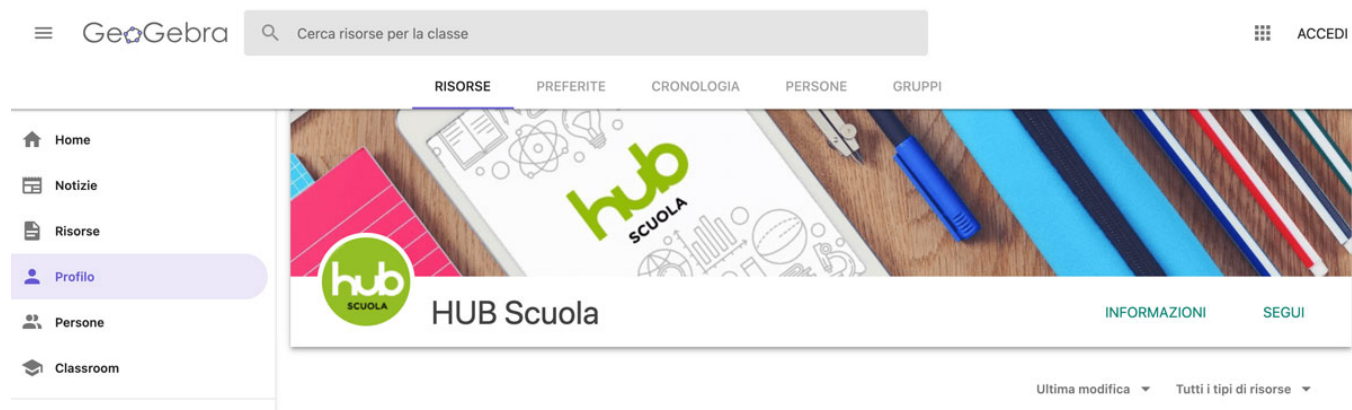 GeoGebra
Cerca risorse per la classe
ACCEDI
RISORSE PREFERITE CRONOLOGIA PERSONE GRUPPI
Home
Notizie
Risorse
Profilo
Persone
Classroom
hub
SCUOLA
hub
SCUOLA
HUB Scuola
INFORMAZIONI SEGUI
Ultima modifica Tutti i tipi di risorse